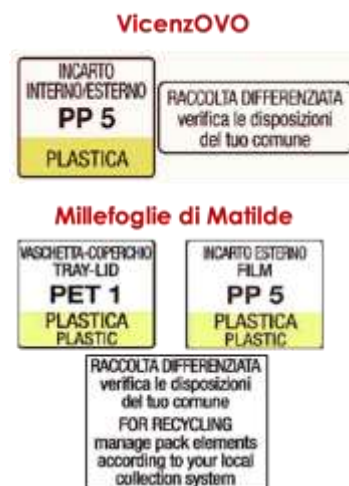 VicenzOVO
INCARTO
INTERNO/ESTERNO
PP 5
PLASTICA
RACCOLTA DIFFERENZIATA
verifica le disposizioni
del tuo comune
Millefoglie di Matilde
VASCHETTA-COPERCHIO
TRAY-LID
PET 1
PLASTICA
PLASTIC
INCARTO ESTERNO
FILM
PP 5
PLASTICA
PLASTIC
RACCOLTA DIFFERENZIATA
verifica le disposizioni
del tuo comune
FOR RECYCLING
manage pack elements
according to your local
collection system